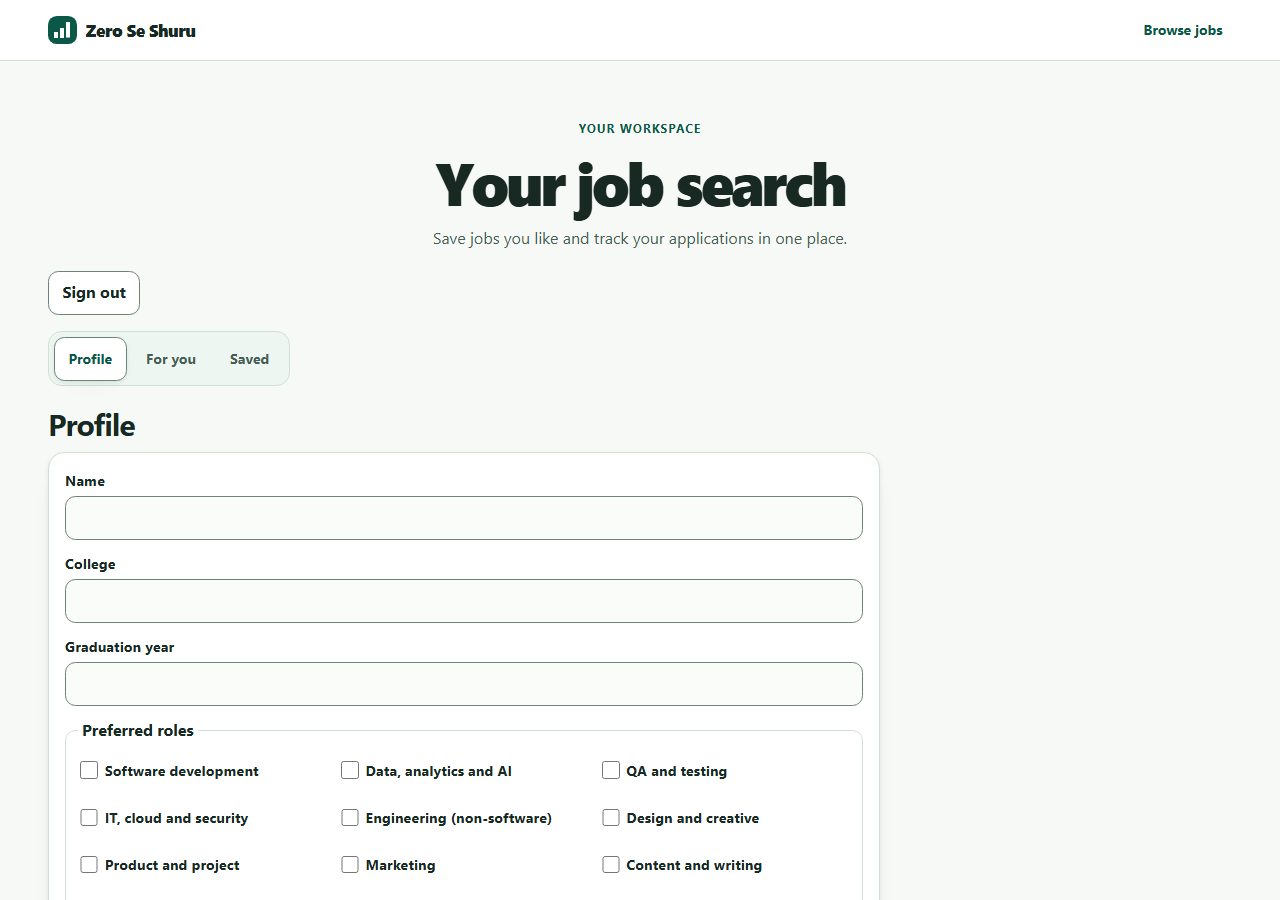 Zero Se Shuru
Browse jobs
YOUR WORKSPACE
Your job search
Save jobs you like and track your applications in one place.
Sign out
Profile For you Saved
Profile
Name
College
Graduation year
Preferred roles
Software development Data, analytics and AI QA and testing
IT, cloud and security Engineering (non-software) Design and creative
Product and project Marketing Content and writing